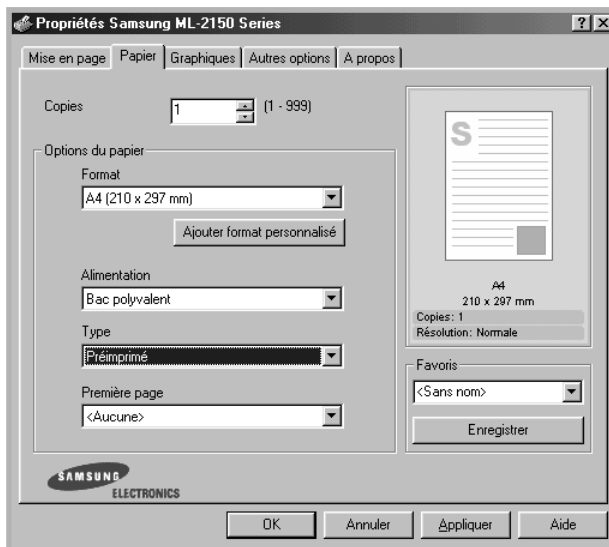 Propriétés Samsung ML-2150 Series
Mise en page Papier Graphiques Autres options A propos
Copies 1 (1 - 999)
Options du papier
Format
A4 (210 x 297 mm)
Ajouter format personnalisé
Alimentation
Bac polyvalent
Type
Préimprimé
Première page
<Aucune>
S
A4
210 x 297 mm
Copies: 1
Résolution: Normale
Favoris
<Sans nom>
Enregistrer
SAMSUNG
ELECTRONICS
OK Annuler Appliquer Aide